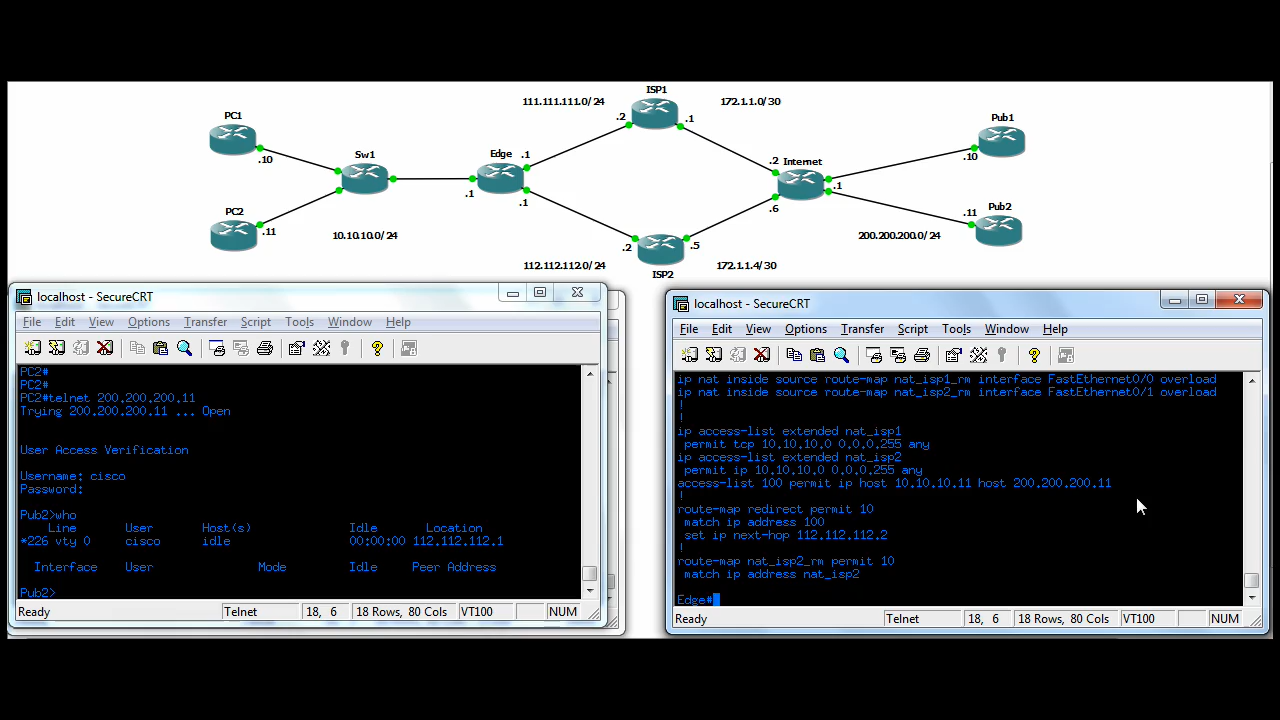 ISP1
111.111.111.0/24
172.1.1.0/30
PC1
.2
.1
Pub1
.10
Sw1
Edge
.1
.2
Internet
.10
.1
.1
.1
PC2
.6
.11
Pub2
.11
10.10.10.0/24
.2
.5
200.200.200.0/24
112.112.112.0/24
172.1.1.4/30
ISP2
localhost - SecureCRT
File Edit View Options Transfer Script Tools Window Help
PC2#
PC2#
PC2#telnet 200.200.200.11
Trying 200.200.200.11 ... Open
User Access Verification
Username: cisco
Password:
Pub2>who
Line User Host(s) Idle Location
*226 vty 0 cisco idle 00:00:00 112.112.112.1
Interface User Mode Idle Peer Address
Pub2>
Ready Telnet 18, 6 18 Rows, 80 Cols VT100 NUM
localhost - SecureCRT
File Edit View Options Transfer Script Tools Window Help
ip nat inside source route-map nat_isp1_rm interface FastEthernet0/0 overload
ip nat inside source route-map nat_isp2_rm interface FastEthernet0/1 overload
!
!
ip access-list extended nat_isp1
permit tcp 10.10.10.0 0.0.0.255 any
ip access-list extended nat_isp2
permit ip 10.10.10.0 0.0.0.255 any
access-list 100 permit ip host 10.10.10.11 host 200.200.200.11
!
route-map redirect permit 10
match ip address 100
set ip next-hop 112.112.112.2
!
route-map nat_isp2_rm permit 10
match ip address nat_isp2
Edge#
Ready Telnet 18, 6 18 Rows, 80 Cols VT100 NUM